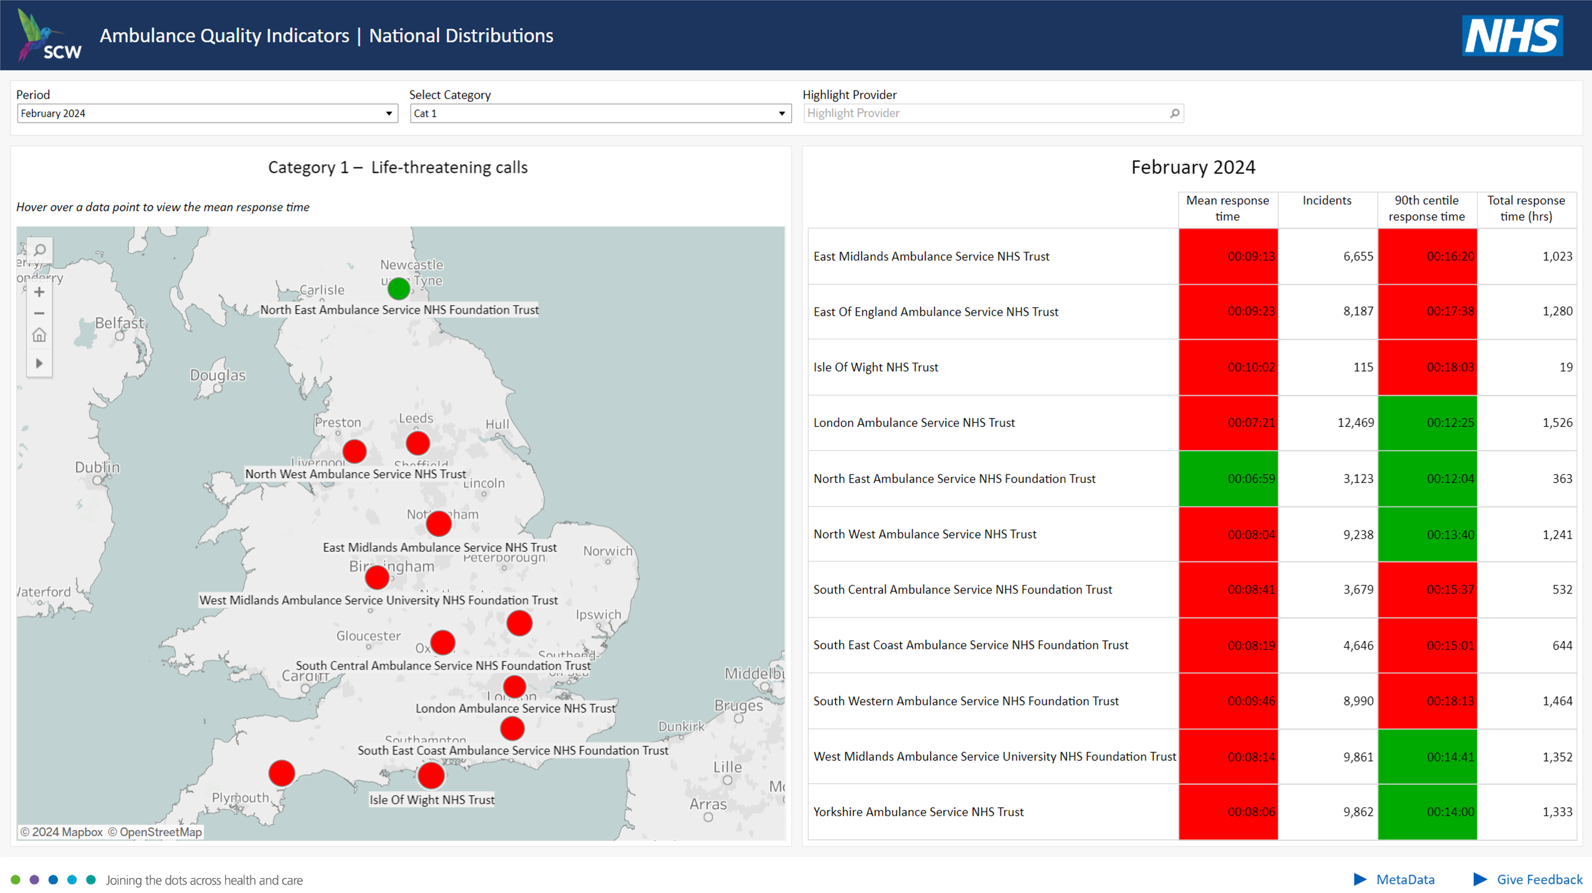 SCW
Ambulance Quality Indicators | National Distributions
NHS
Period
Select Category
Highlight Provider
February 2024
Cat 1
Highlight Provider
Category 1 – Life-threatening calls
Hover over a data point to view the mean response time
Newcastle
Tyne
Carlisle
North East Ambulance Service NHS Foundation Trust
Belfast
Douglas
Preston
Leeds
Hull
Liverpool
Sheffield
North West Ambulance Service NHS Trust
Dublin
Lincoln
East Midlands Ambulance Service NHS Trust
Peterborough
Norwich
West Midlands Ambulance Service University NHS Foundation Trust
Ipswich
Gloucester
South Central Ambulance Service NHS Foundation Trust
Cardiff
London Ambulance Service NHS Trust
Bruges
Dunkirk
Southampton
South East Coast Ambulance Service NHS Foundation Trust
Lille
Plymouth
Isle Of Wight NHS Trust
Arras
© 2024 Mapbox © OpenStreetMap
February 2024
Mean response time
Incidents
90th centile response time
Total response time (hrs)
East Midlands Ambulance Service NHS Trust 00:09:13 6,655 00:16:20 1,023
East Of England Ambulance Service NHS Trust 00:09:23 8,187 00:17:38 1,280
Isle Of Wight NHS Trust 00:10:02 115 00:18:03 19
London Ambulance Service NHS Trust 00:07:21 12,469 00:12:25 1,526
North East Ambulance Service NHS Foundation Trust 00:06:59 3,123 00:12:04 363
North West Ambulance Service NHS Trust 00:08:04 9,238 00:13:40 1,241
South Central Ambulance Service NHS Foundation Trust 00:08:41 3,679 00:15:37 532
South East Coast Ambulance Service NHS Foundation Trust 00:08:19 4,646 00:15:01 644
South Western Ambulance Service NHS Foundation Trust 00:09:46 8,990 00:18:13 1,464
West Midlands Ambulance Service University NHS Foundation Trust 00:08:14 9,861 00:14:41 1,352
Yorkshire Ambulance Service NHS Trust 00:08:06 9,862 00:14:00 1,333
Joining the dots across health and care
MetaData
Give Feedback